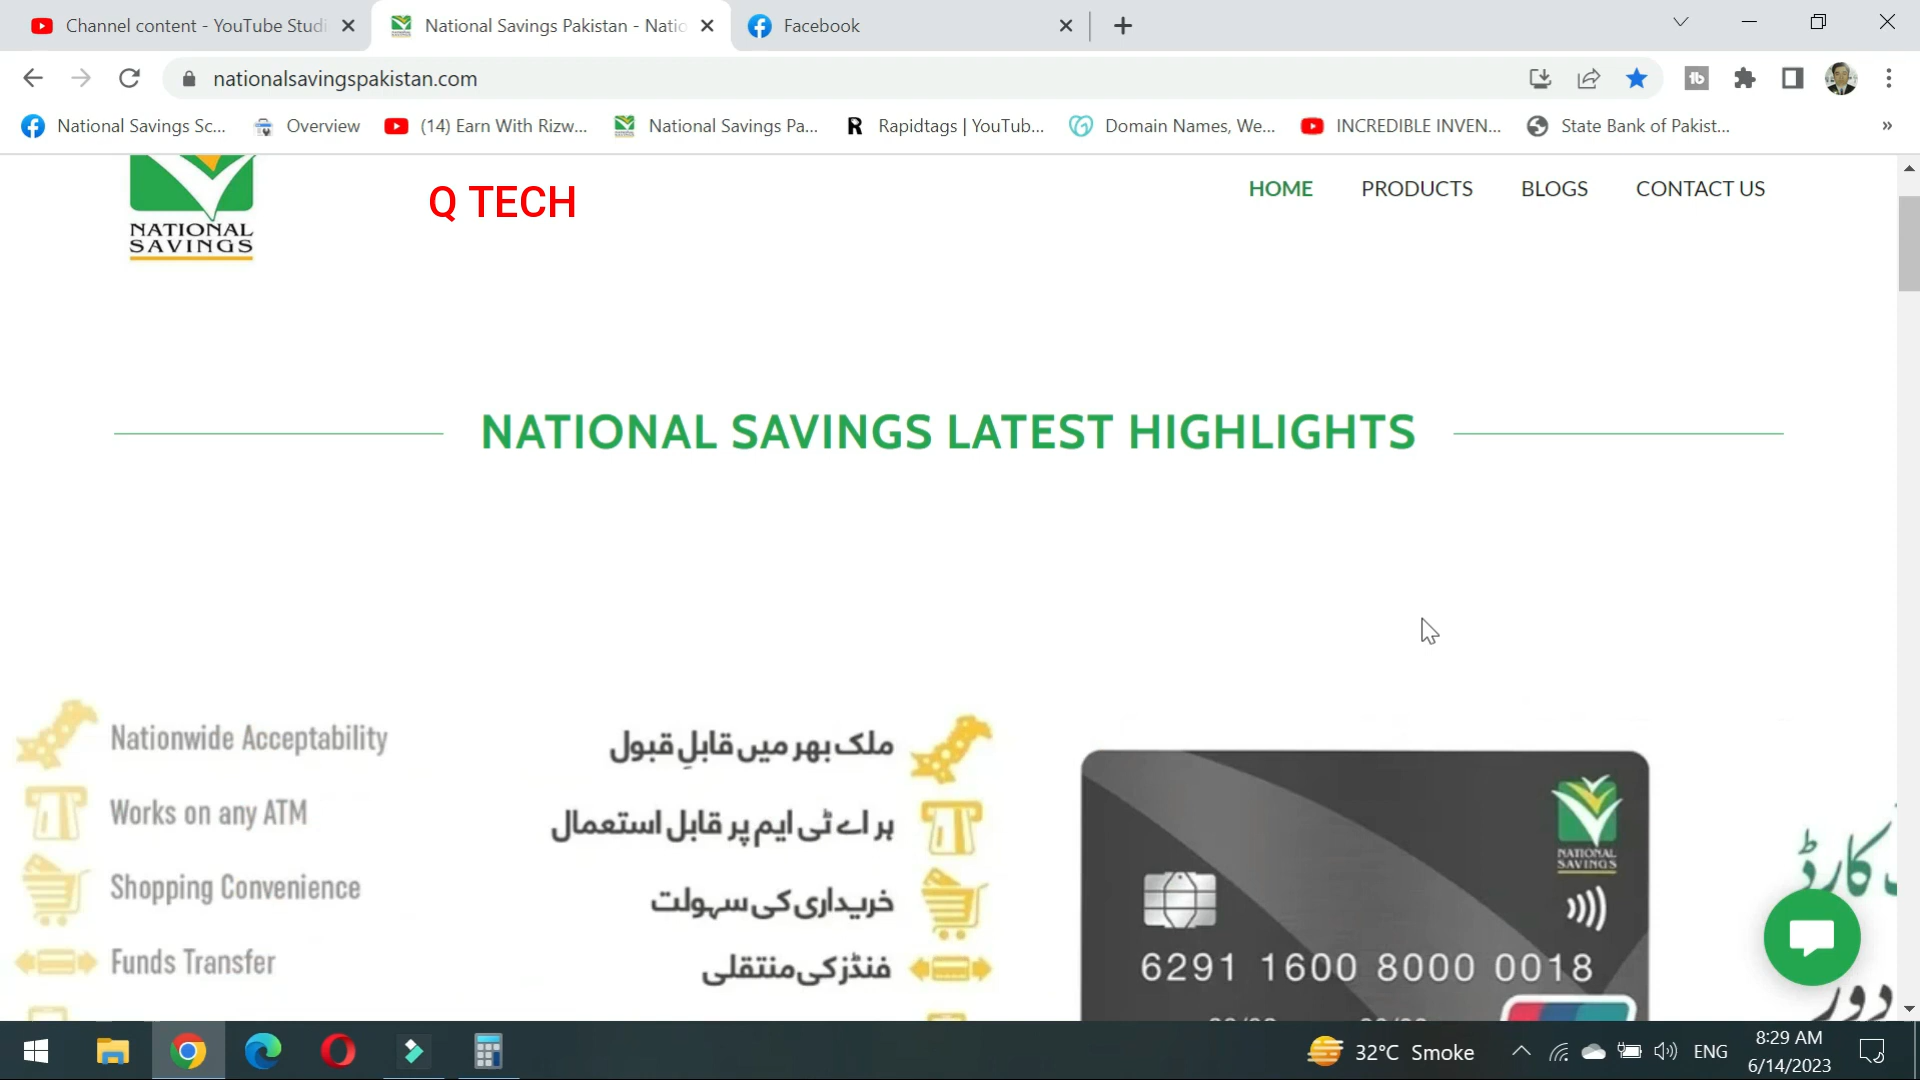 Channel content - YouTube Studi
National Savings Pakistan - Natio
Facebook
nationalsavingspakistan.com
National Savings Sc...
Overview
(14) Earn With Rizw...
National Savings Pa...
Rapidtags | YouTub...
Domain Names, We...
INCREDIBLE INVEN...
State Bank of Pakist...
»
NATIONAL
SAVINGS
Q TECH
HOME
PRODUCTS
BLOGS
CONTACT US
NATIONAL SAVINGS LATEST HIGHLIGHTS
Nationwide Acceptability
Works on any ATM
Shopping Convenience
Funds Transfer
ملک بھر میں قابلِ قبول
ہر اے ٹی ایم پر قابل استعمال
خریداری کی سہولت
فنڈز کی منتقلی
NATIONAL
SAVINGS
6291 1600 8000 0018
کارڈ
دور
32°C Smoke
ENG
8:29 AM
6/14/2023